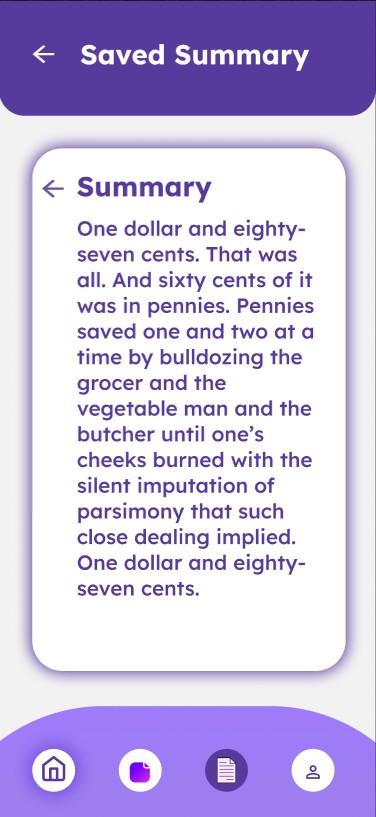 Saved Summary
Summary
One dollar and eighty-
seven cents. That was
all. And sixty cents of it
was in pennies. Pennies
saved one and two at a
time by bulldozing the
grocer and the
vegetable man and the
butcher until one’s
cheeks burned with the
silent imputation of
parsimony that such
close dealing implied.
One dollar and eighty-
seven cents.